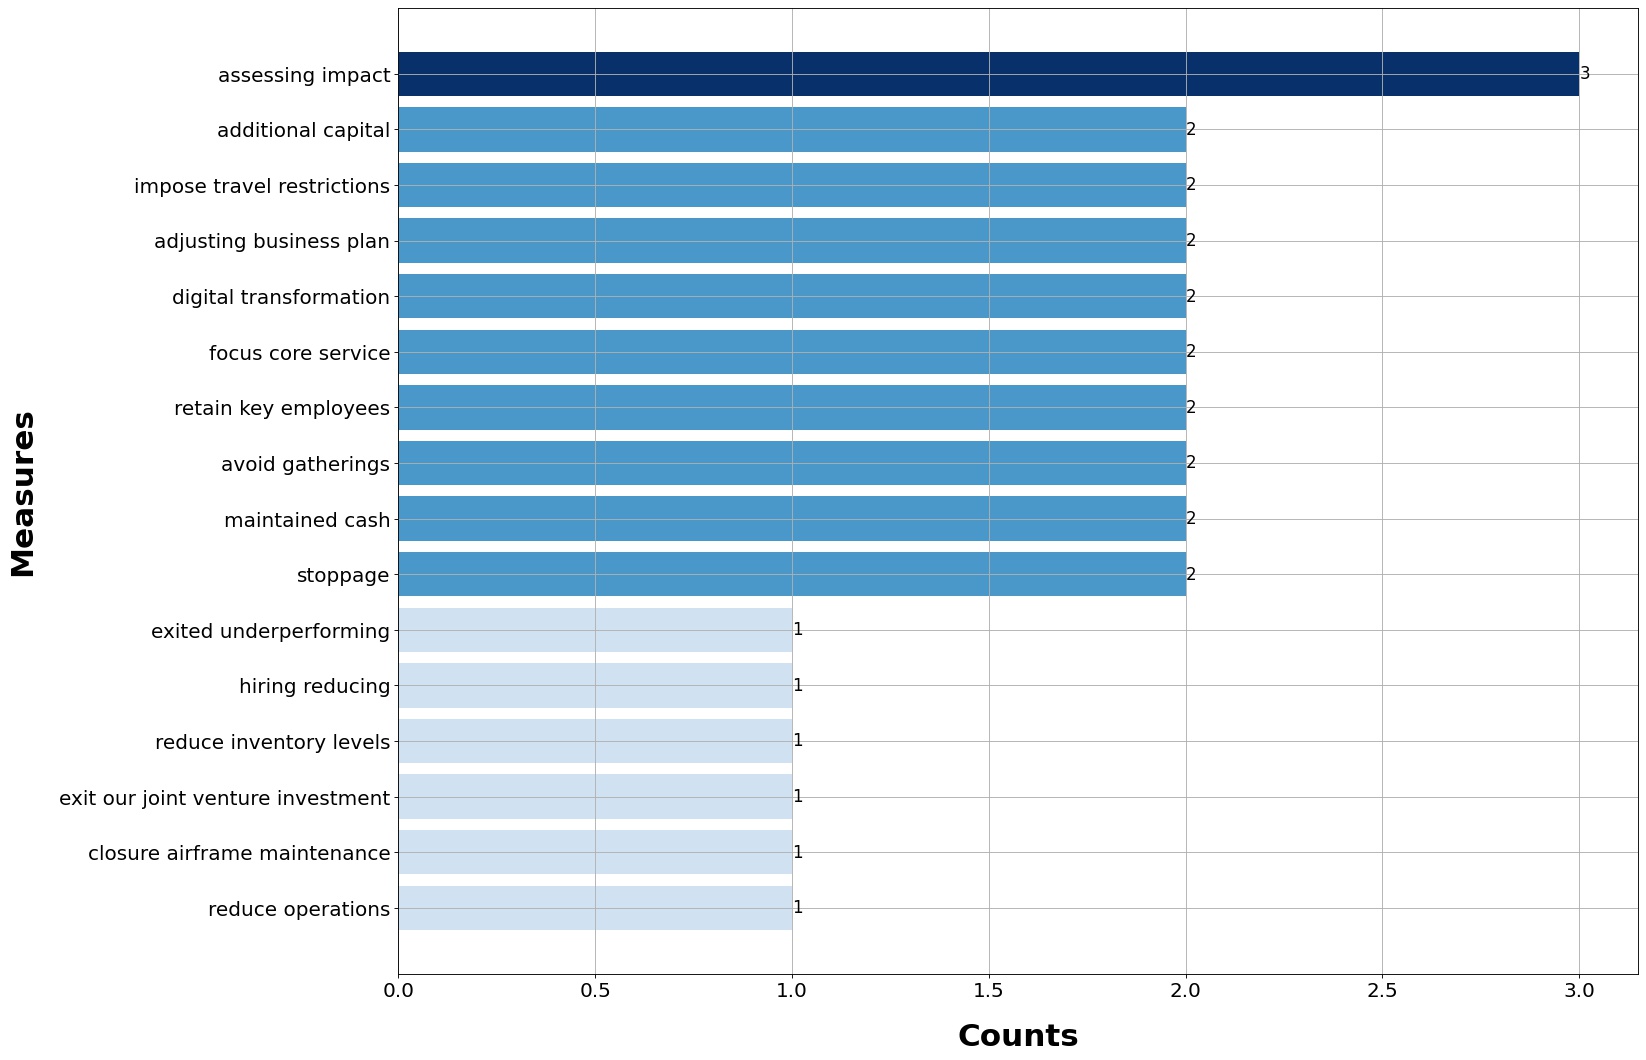 assessing impact 3
additional capital 2
impose travel restrictions 2
adjusting business plan 2
digital transformation 2
focus core service 2
retain key employees 2
avoid gatherings 2
maintained cash 2
stoppage 2
exited underperforming 1
hiring reducing 1
reduce inventory levels 1
exit our joint venture investment 1
closure airframe maintenance 1
reduce operations 1
Measures
0.0 0.5 1.0 1.5 2.0 2.5 3.0
Counts